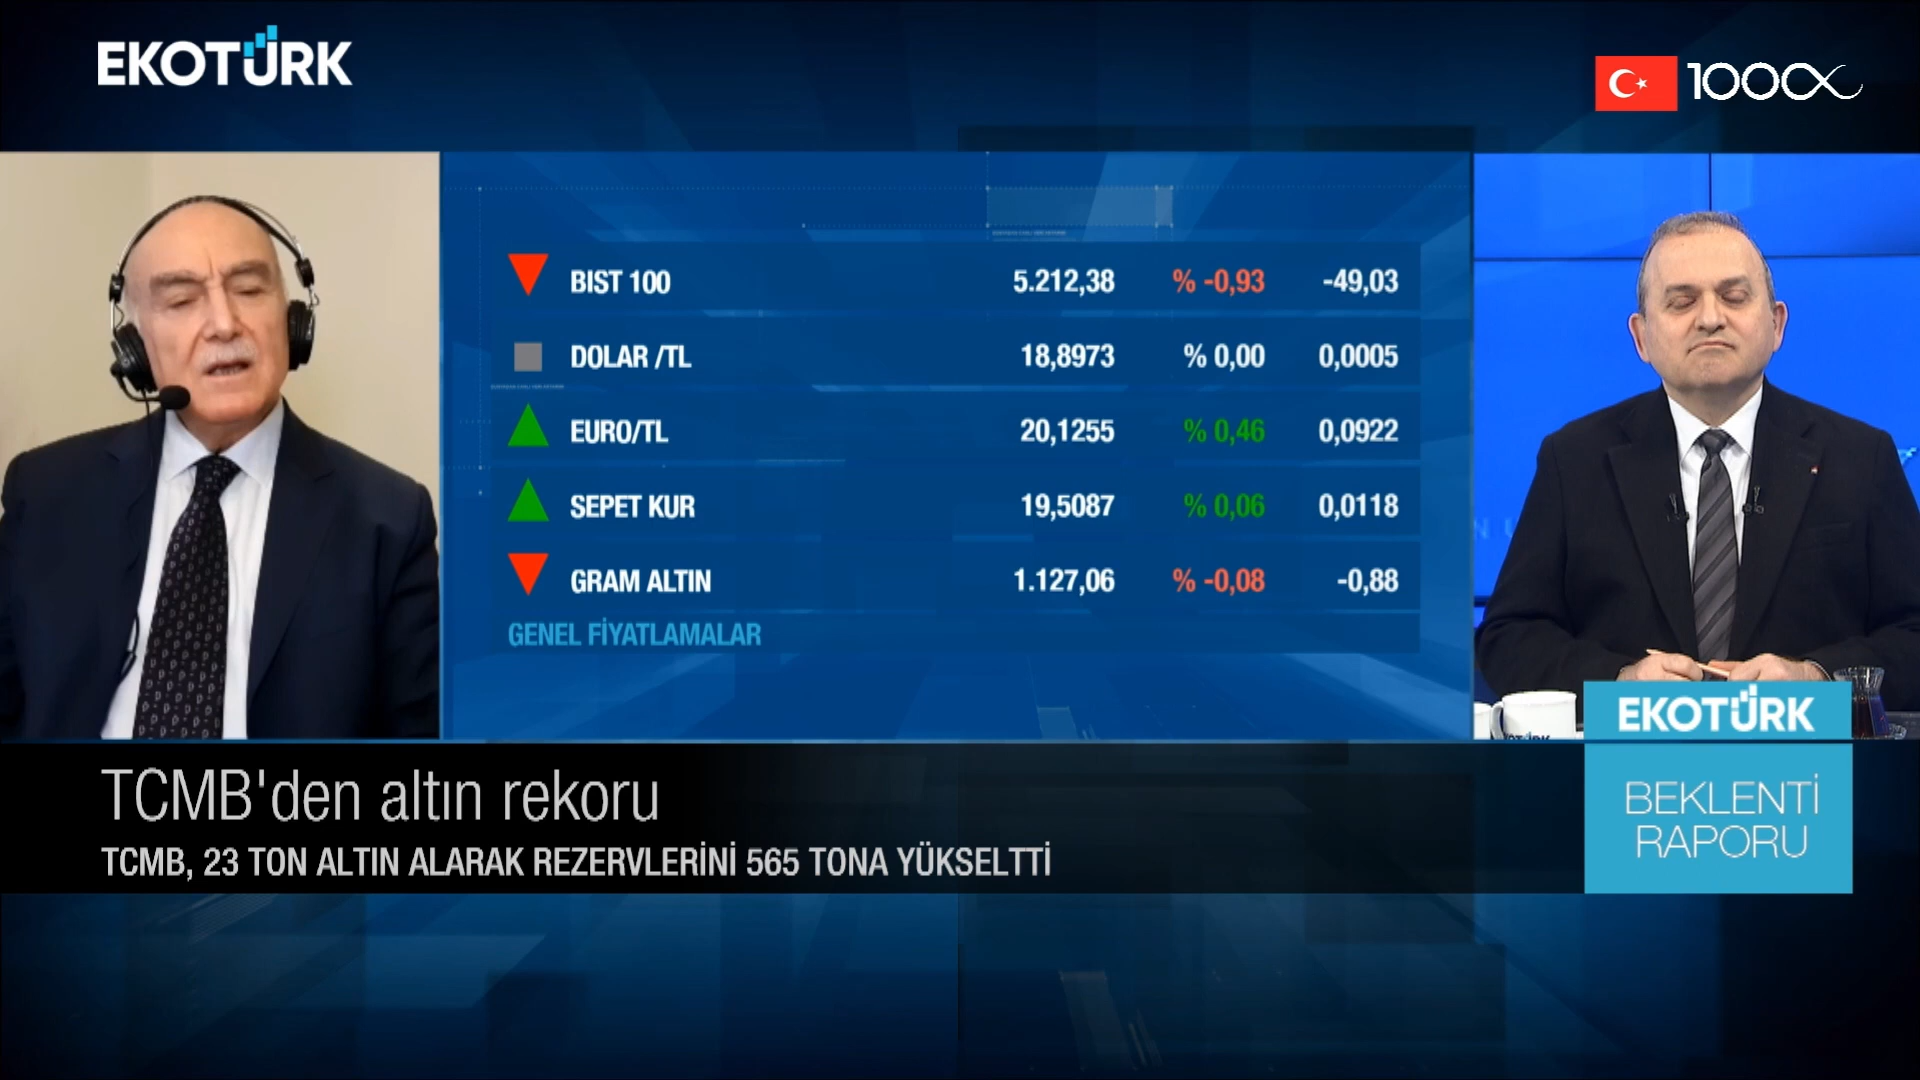 EKOTÜRK
100
BIST 100 5.212,38 % -0,93 -49,03
DOLAR /TL 18,8973 % 0,00 0,0005
EURO/TL 20,1255 % 0,46 0,0922
SEPET KUR 19,5087 % 0,06 0,0118
GRAM ALTIN 1.127,06 % -0,08 -0,88
GENEL FİYATLAMALAR
EKOTÜRK
BEKLENTİ
RAPORU
TCMB'den altın rekoru
TCMB, 23 TON ALTIN ALARAK REZERVLERİNİ 565 TONA YÜKSELTTİ